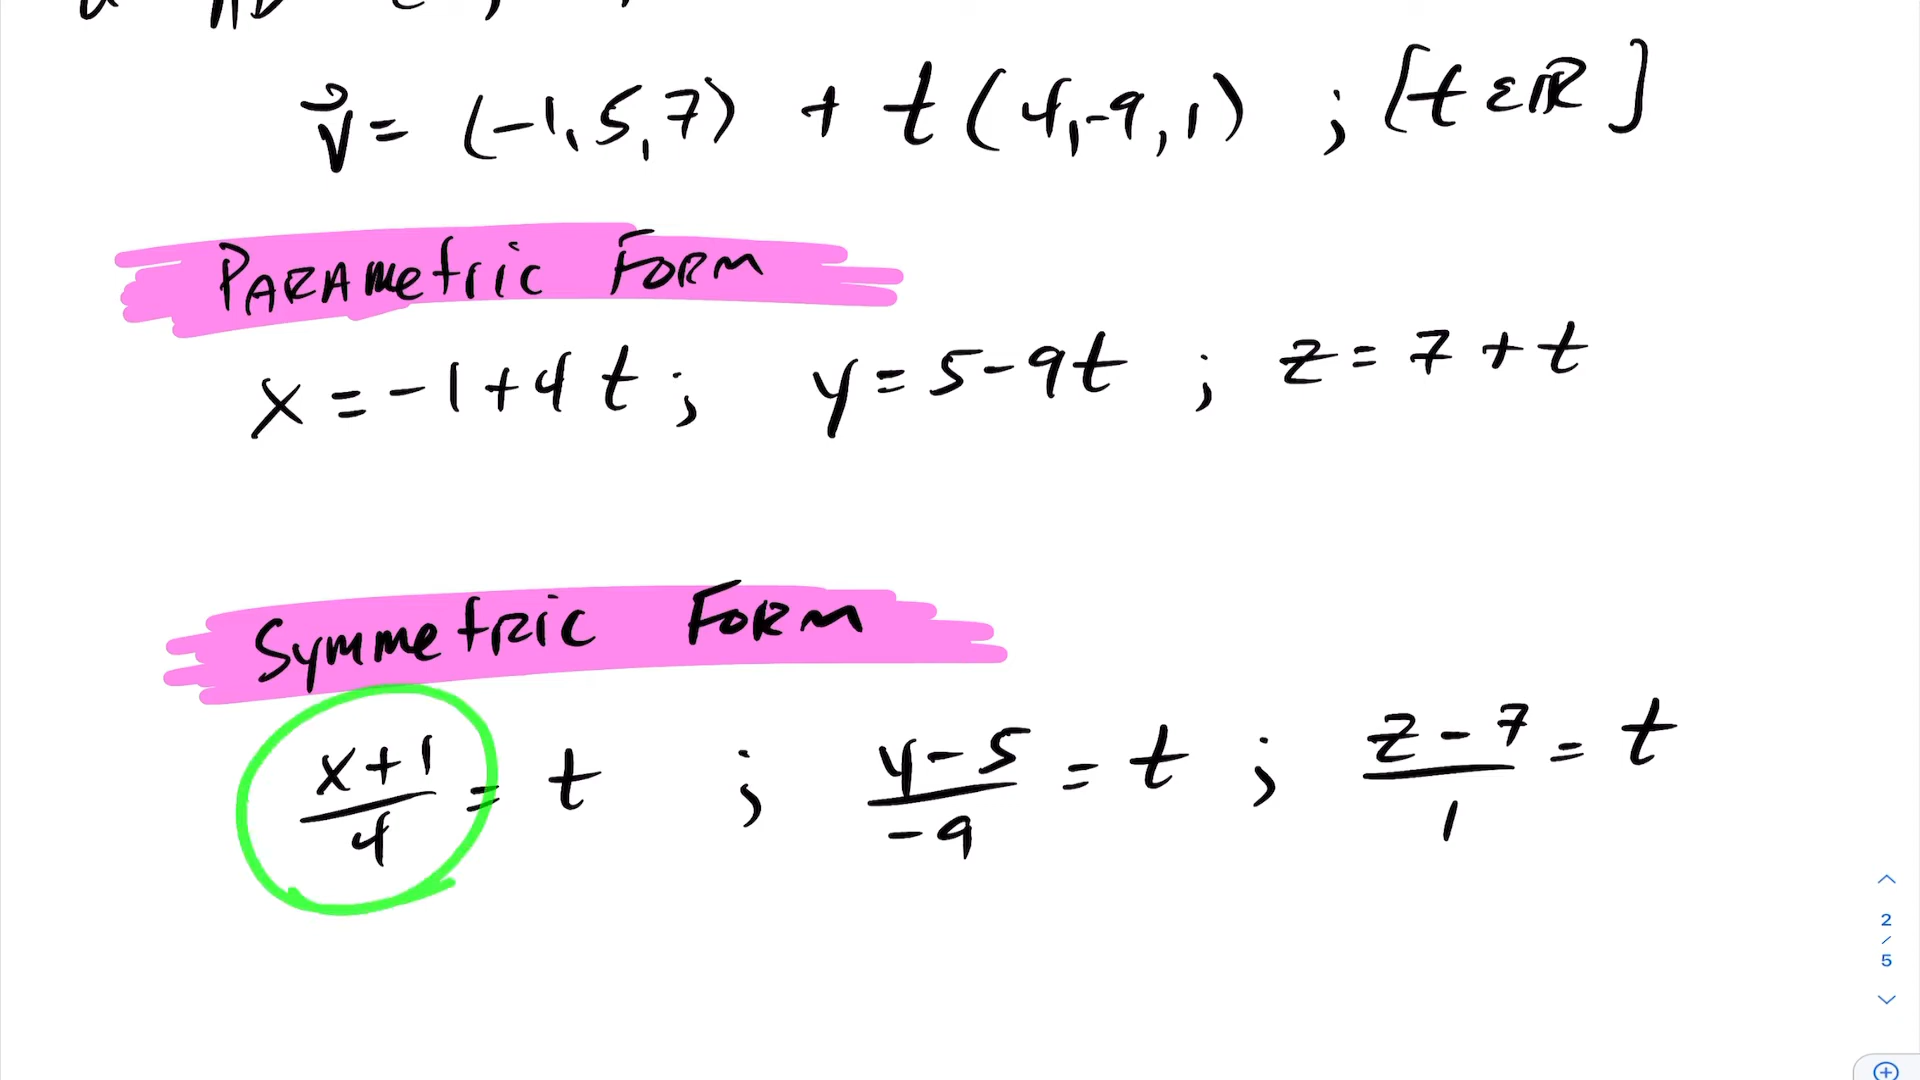 v⃗ = (-1, 5, 7) + t(4, -9, 1) ; [t ε ℝ]
PARAMetric FORM
x = -1 + 4t ; y = 5 - 9t ; z = 7 + t
Symmetric FORM
x+1/4 = t ; y-5/-9 = t ; z-7/1 = t
2
/
5